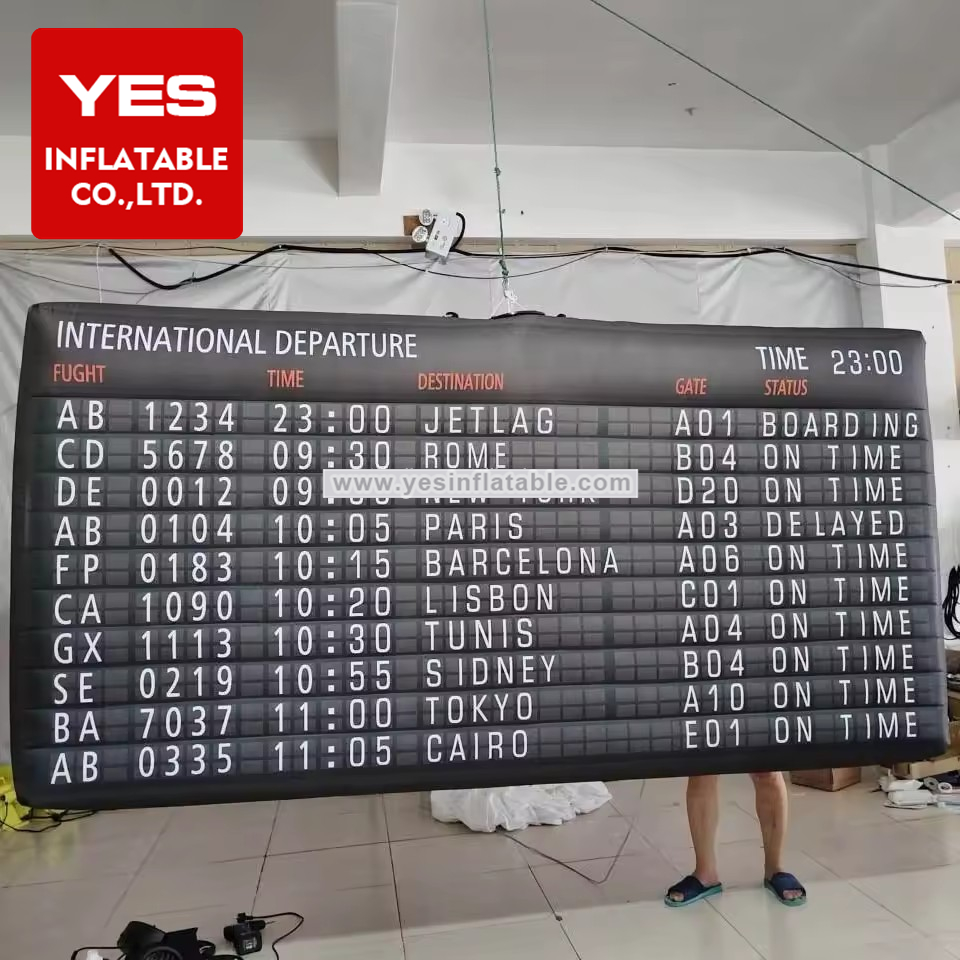 YES
INFLATABLE
CO.,LTD.
INTERNATIONAL DEPARTURE TIME 23:00
FUGHT TIME DESTINATION GATE STATUS
AB 1234 23:00 JETLAG A01 BOARDING
CD 5678 09:30 ROME B04 ON TIME
www.yesinflatable.com
DE 0012 09 NEW YORK D20 ON TIME
AB 0104 10:05 PARIS A03 DELAYED
FP 0183 10:15 BARCELONA A06 ON TIME
CA 1090 10:20 LISBON C01 ON TIME
GX 1113 10:30 TUNIS A04 ON TIME
SE 0219 10:55 SIDNEY B04 ON TIME
BA 7037 11:00 TOKYO A10 ON TIME
AB 0335 11:05 CAIRO E01 ON TIME